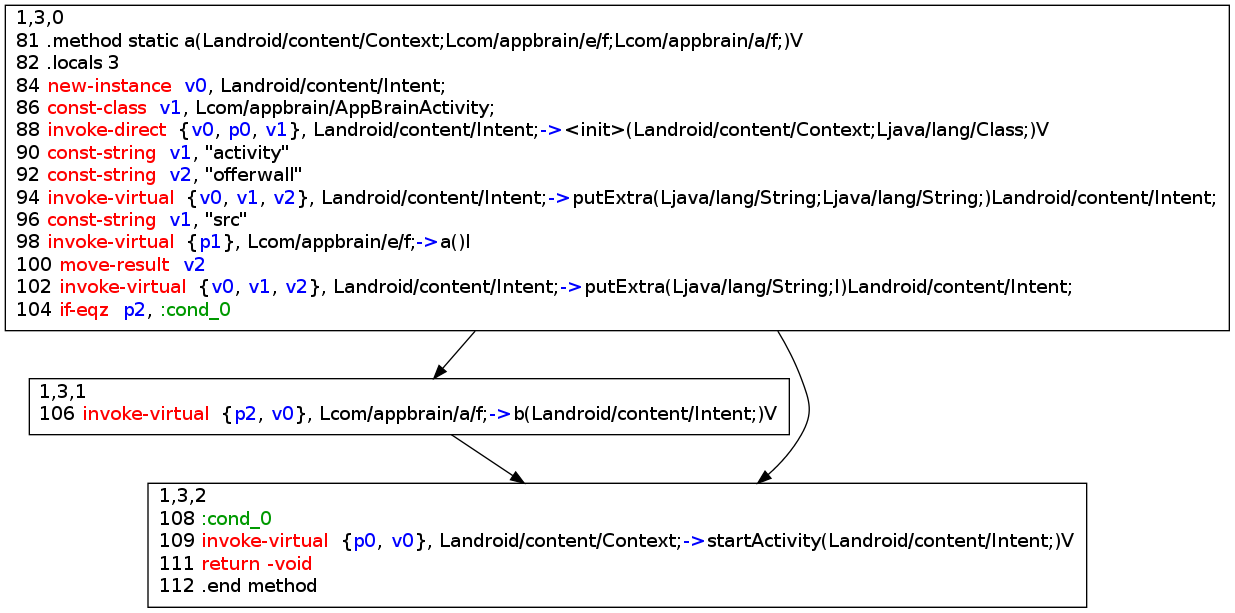 1,3,0
81 .method static a(Landroid/content/Context;Lcom/appbrain/e/f;Lcom/appbrain/a/f;)V
82 .locals 3
84 new-instance v0, Landroid/content/Intent;
86 const-class v1, Lcom/appbrain/AppBrainActivity;
88 invoke-direct {v0, p0, v1}, Landroid/content/Intent;-><init>(Landroid/content/Context;Ljava/lang/Class;)V
90 const-string v1, "activity"
92 const-string v2, "offerwall"
94 invoke-virtual {v0, v1, v2}, Landroid/content/Intent;->putExtra(Ljava/lang/String;Ljava/lang/String;)Landroid/content/Intent;
96 const-string v1, "src"
98 invoke-virtual {p1}, Lcom/appbrain/e/f;->a()I
100 move-result v2
102 invoke-virtual {v0, v1, v2}, Landroid/content/Intent;->putExtra(Ljava/lang/String;I)Landroid/content/Intent;
104 if-eqz p2, :cond_0
1,3,1
106 invoke-virtual {p2, v0}, Lcom/appbrain/a/f;->b(Landroid/content/Intent;)V
1,3,2
108 :cond_0
109 invoke-virtual {p0, v0}, Landroid/content/Context;->startActivity(Landroid/content/Intent;)V
111 return -void
112 .end method